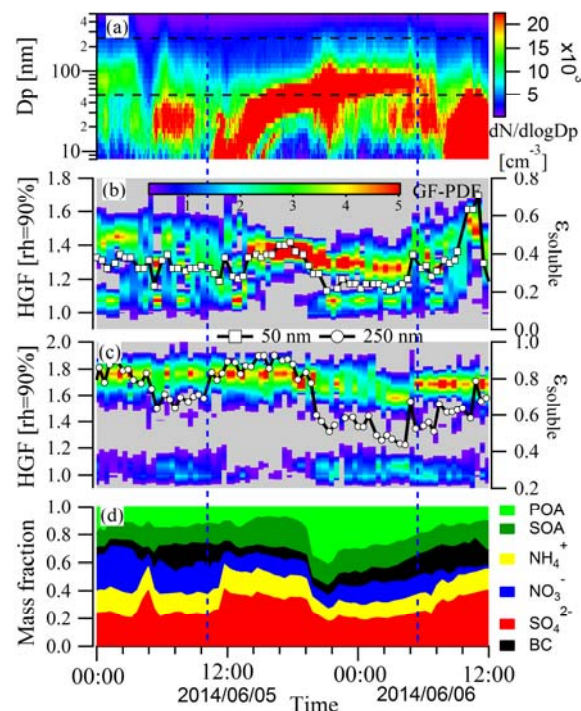 (a)
Dp [nm]
4
2
100
4
2
10
20
15
10
5
x10³
dN/dlogDp
[cm⁻³]
(b)
HGF [rh=90%]
1.8
1.6
1.4
1.2
1.0
1 2 3 4 5
GF-PDF
0.8
0.6
0.4
0.2
0.0
εsoluble
50 nm 250 nm
(c)
HGF [rh=90%]
2.0
1.8
1.6
1.4
1.2
1.0
1.0
0.8
0.6
0.4
0.2
εsoluble
(d)
Mass fraction
1.0
0.8
0.6
0.4
0.2
0.0
POA
SOA
NH₄⁺
NO₃⁻
SO₄²⁻
BC
00:00 12:00 00:00 12:00
2014/06/05 Time 2014/06/06